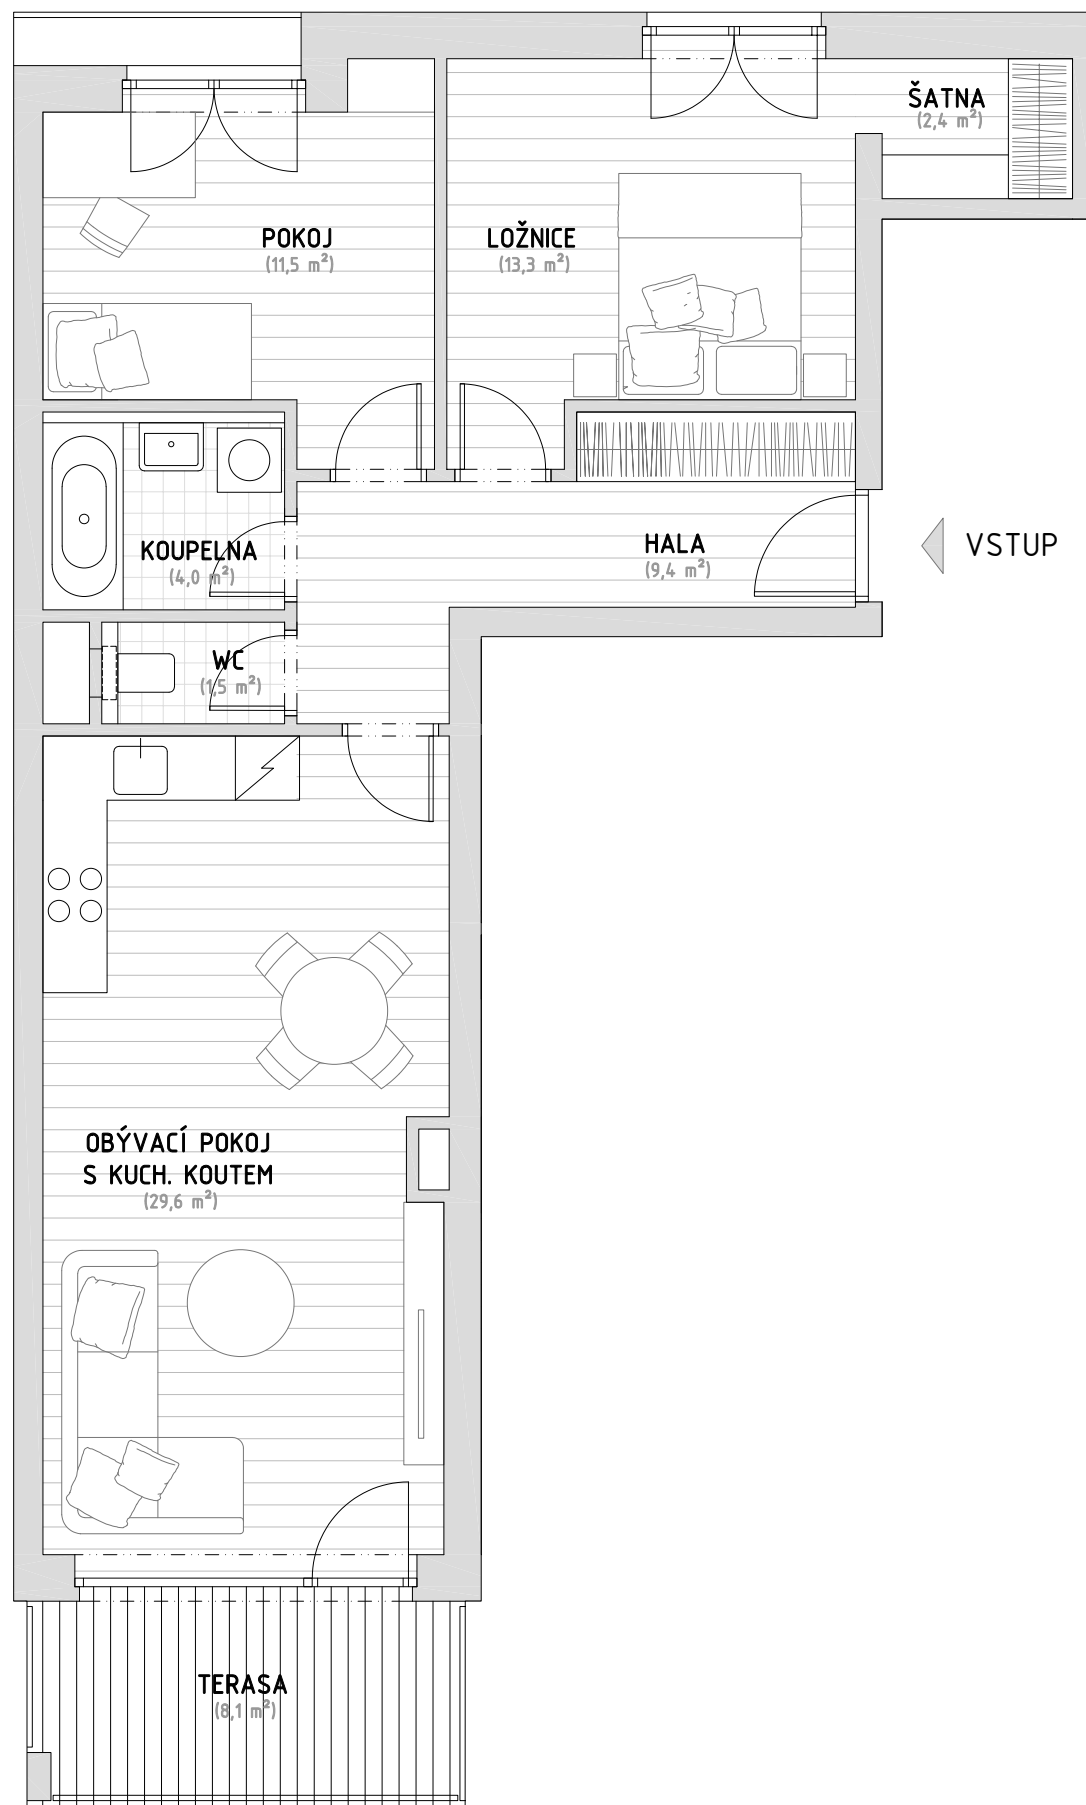 ŠATNA
(2,4 m²)
POKOJ
(11,5 m²)
LOŽNICE
(13,3 m²)
KOUPELNA
(4,0 m²)
HALA
(9,4 m²)
VSTUP
WC
(1,5 m²)
OBÝVACÍ POKOJ
S KUCH. KOUTEM
(29,6 m²)
TERASA
(8,1 m²)